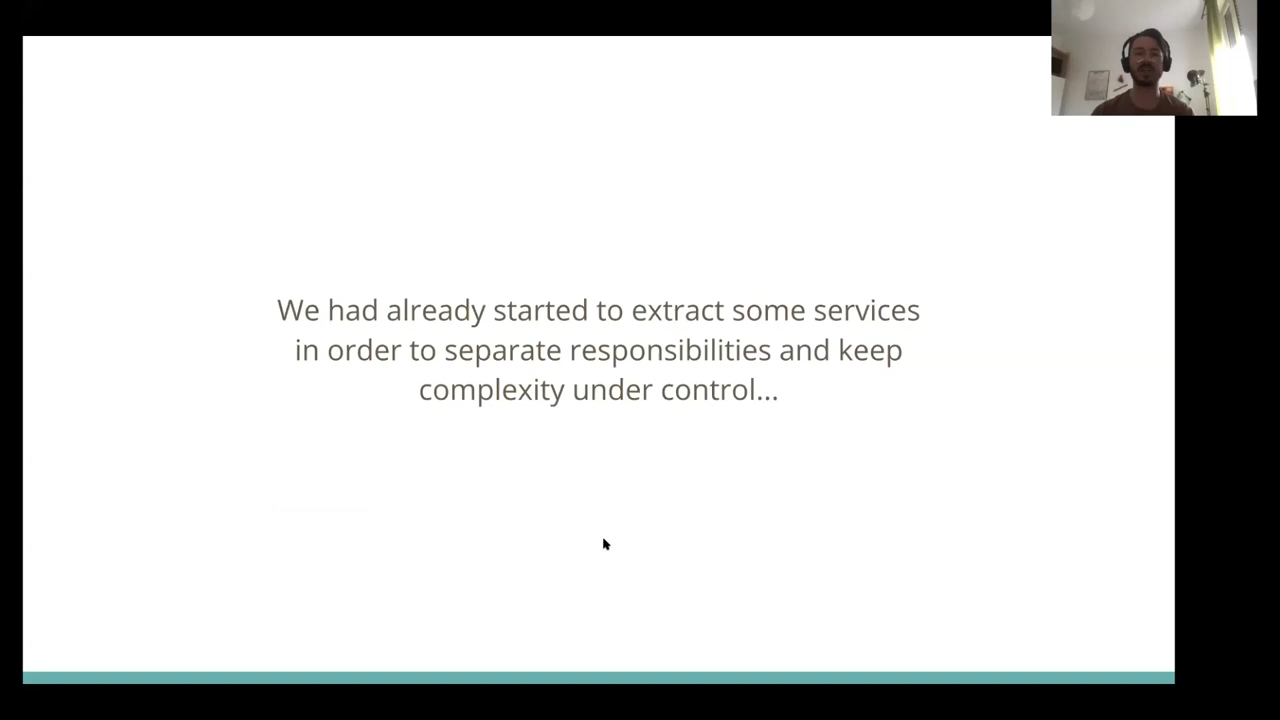 We had already started to extract some services
in order to separate responsibilities and keep
complexity under control...